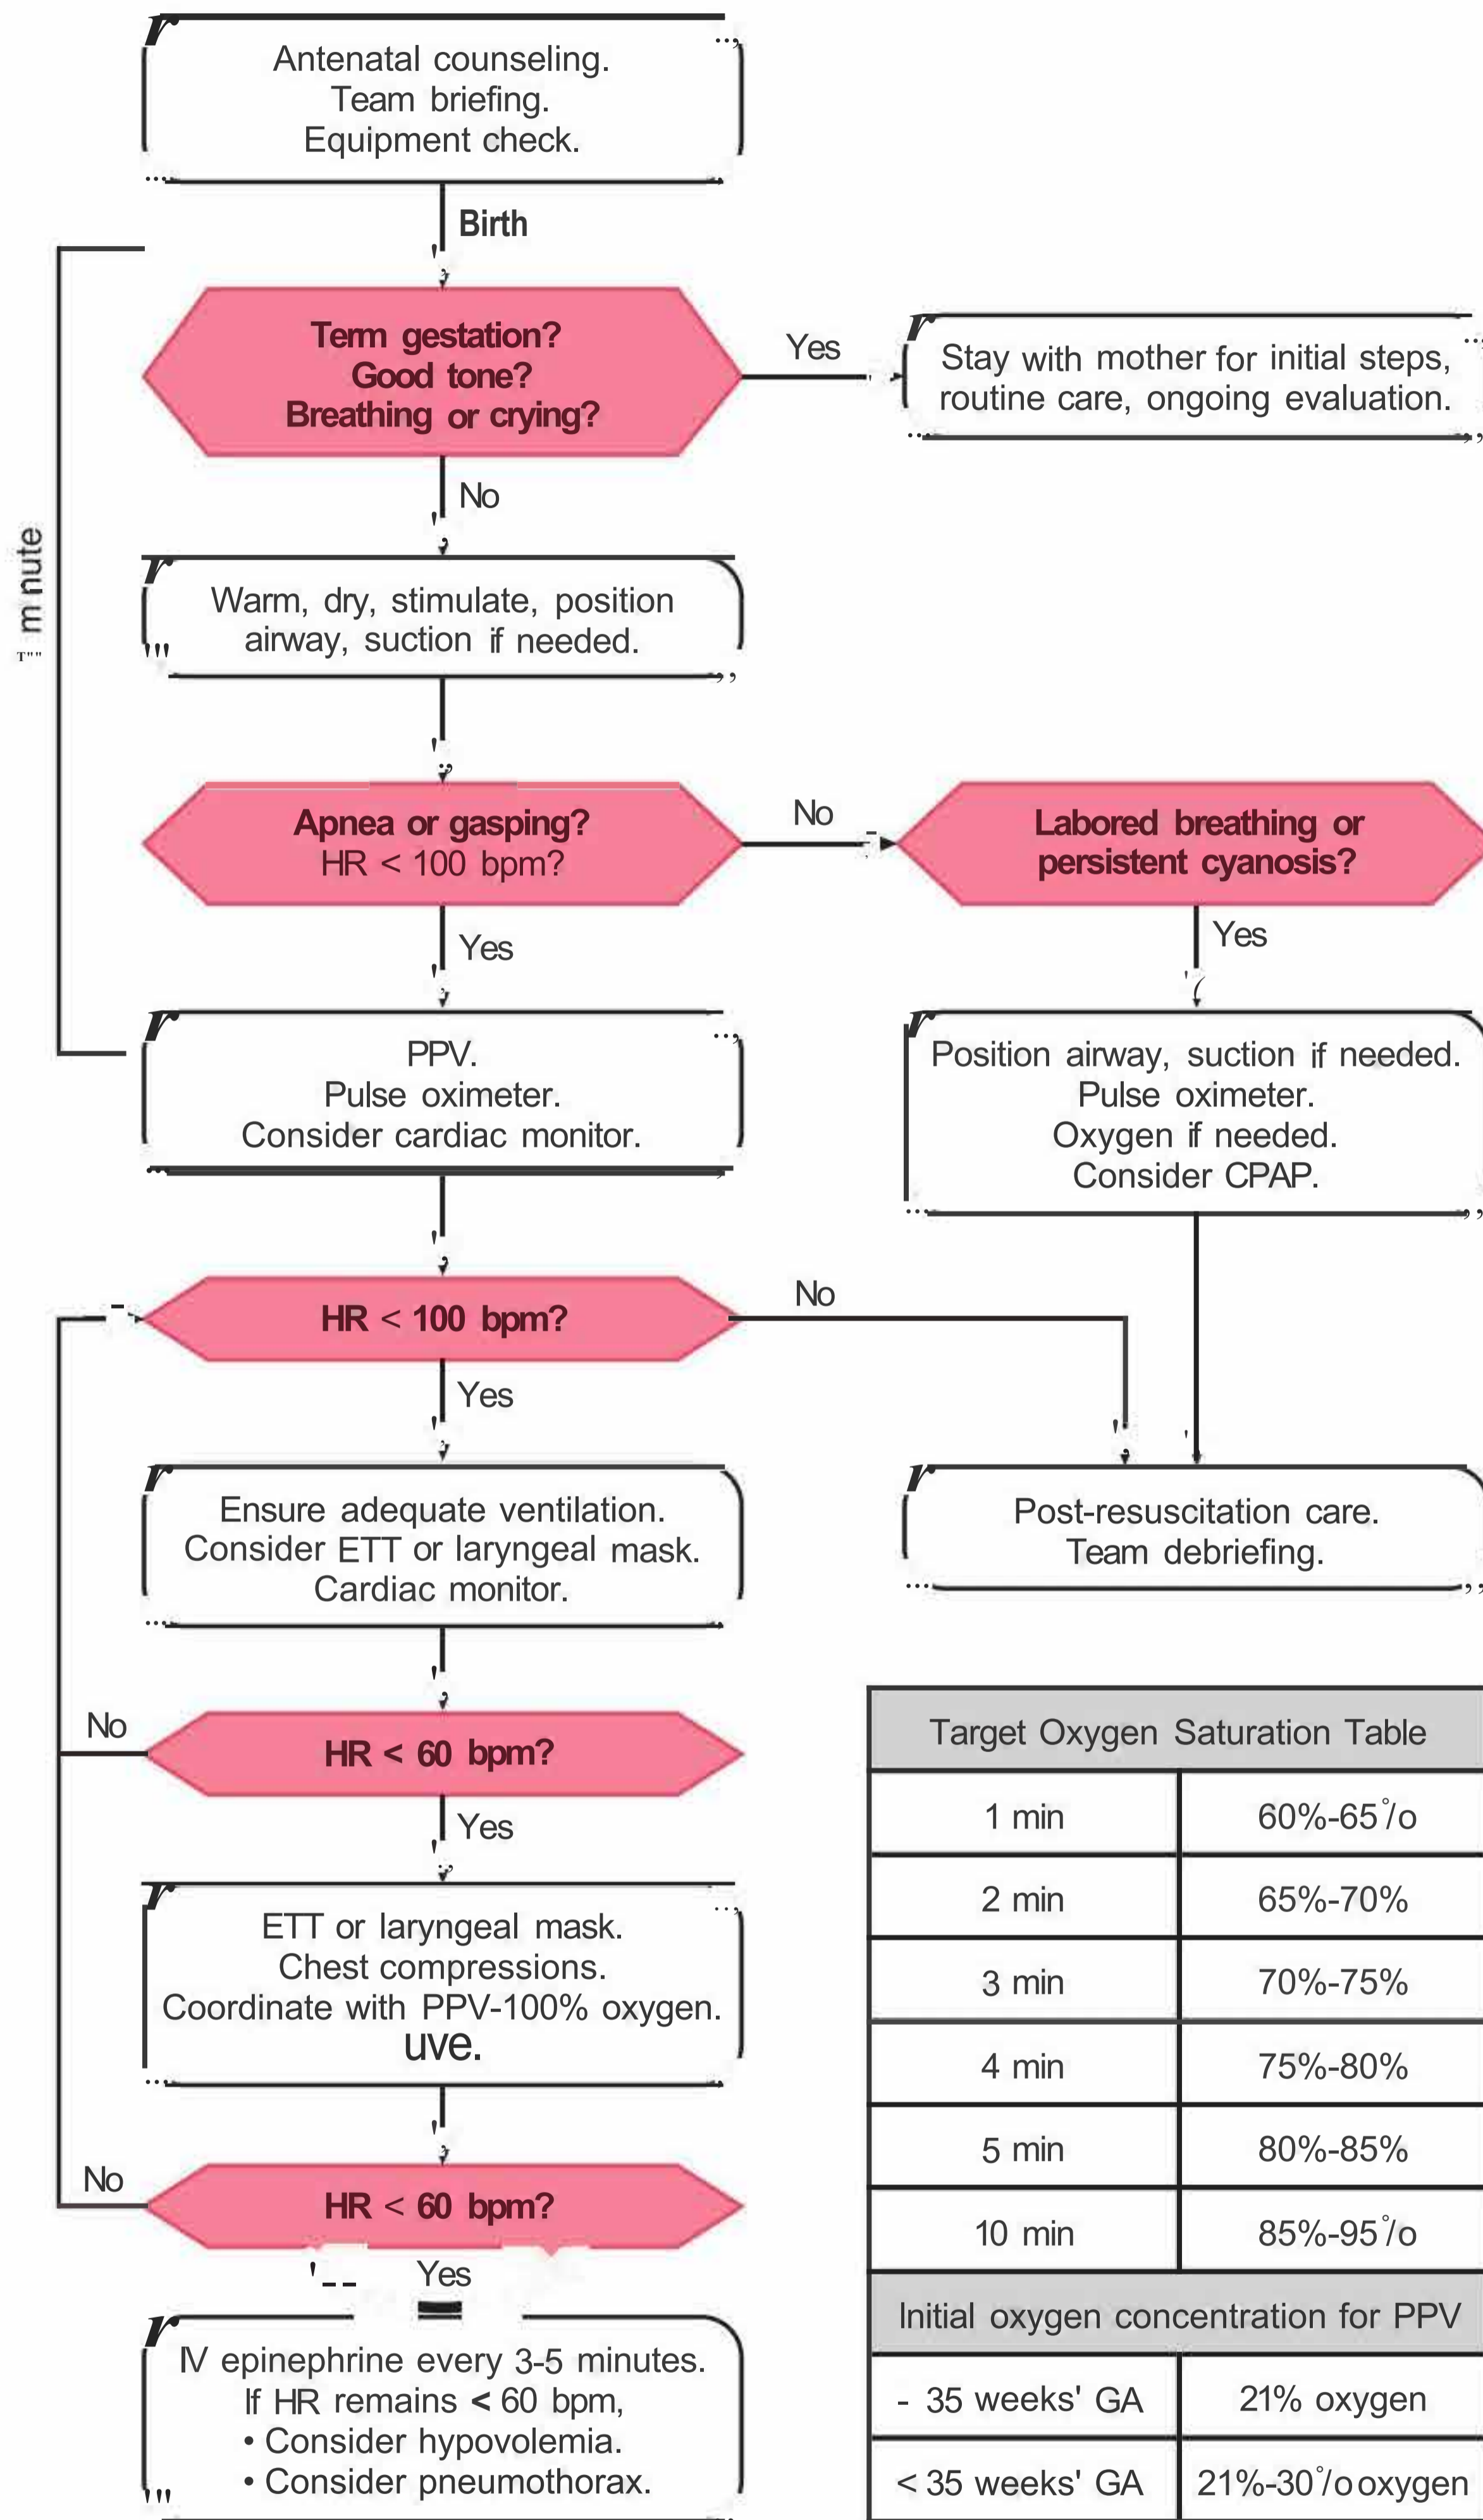 Antenatal counseling.
Team briefing.
Equipment check.
Birth
Term gestation?
Good tone?
Breathing or crying?
Yes
Stay with mother for initial steps,
routine care, ongoing evaluation.
No
Warm, dry, stimulate, position
airway, suction if needed.
Apnea or gasping?
HR < 100 bpm?
No
Labored breathing or
persistent cyanosis?
Yes
Yes
PPV.
Pulse oximeter.
Consider cardiac monitor.
Position airway, suction if needed.
Pulse oximeter.
Oxygen if needed.
Consider CPAP.
HR < 100 bpm?
No
Yes
Ensure adequate ventilation.
Consider ETT or laryngeal mask.
Cardiac monitor.
Post-resuscitation care.
Team debriefing.
HR < 60 bpm?
No
Yes
ETT or laryngeal mask.
Chest compressions.
Coordinate with PPV-100% oxygen.
uve.
HR < 60 bpm?
No
Yes
IV epinephrine every 3-5 minutes.
If HR remains < 60 bpm,
• Consider hypovolemia.
• Consider pneumothorax.
Target Oxygen Saturation Table
1 min 60%-65°/o
2 min 65%-70%
3 min 70%-75%
4 min 75%-80%
5 min 80%-85%
10 min 85%-95°/o
Initial oxygen concentration for PPV
- 35 weeks' GA 21% oxygen
< 35 weeks' GA 21%-30°/o oxygen